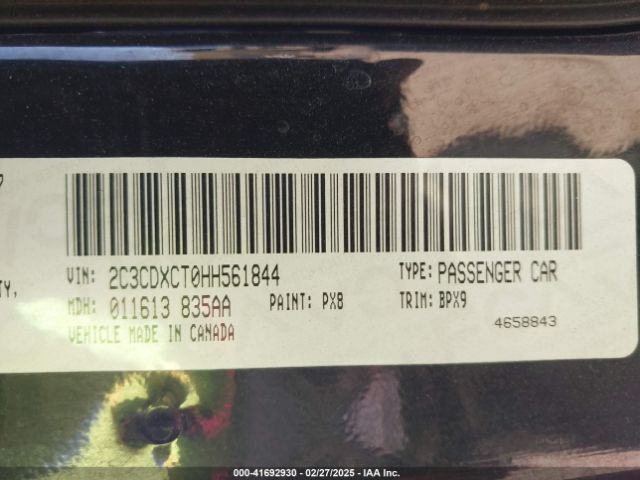 VIN: 2C3CDXCT0HH561844 TYPE: PASSENGER CAR
TY,
MDH: 011613 835AA PAINT: PX8 TRIM: BPX9
VEHICLE MADE IN CANADA 4658843
000-41692930 - 02/27/2025 - IAA Inc.